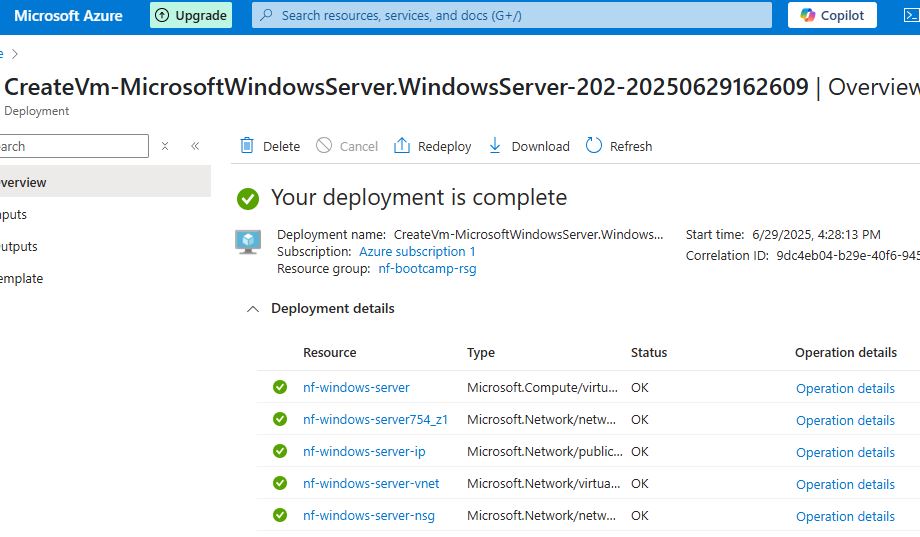 Microsoft Azure
Upgrade
Search resources, services, and docs (G+/)
Copilot
e
CreateVm-MicrosoftWindowsServer.WindowsServer-202-20250629162609 | Overview
Deployment
earch
Delete
Cancel
Redeploy
Download
Refresh
verview
nputs
utputs
emplate
Your deployment is complete
Deployment name: CreateVm-MicrosoftWindowsServer.Windows...
Subscription: Azure subscription 1
Resource group: nf-bootcamp-rsg
Start time: 6/29/2025, 4:28:13 PM
Correlation ID: 9dc4eb04-b29e-40f6-945
Deployment details
Resource Type Status Operation details
nf-windows-server Microsoft.Compute/virtu... OK Operation details
nf-windows-server754_z1 Microsoft.Network/netw... OK Operation details
nf-windows-server-ip Microsoft.Network/public... OK Operation details
nf-windows-server-vnet Microsoft.Network/virtua... OK Operation details
nf-windows-server-nsg Microsoft.Network/netw... OK Operation details